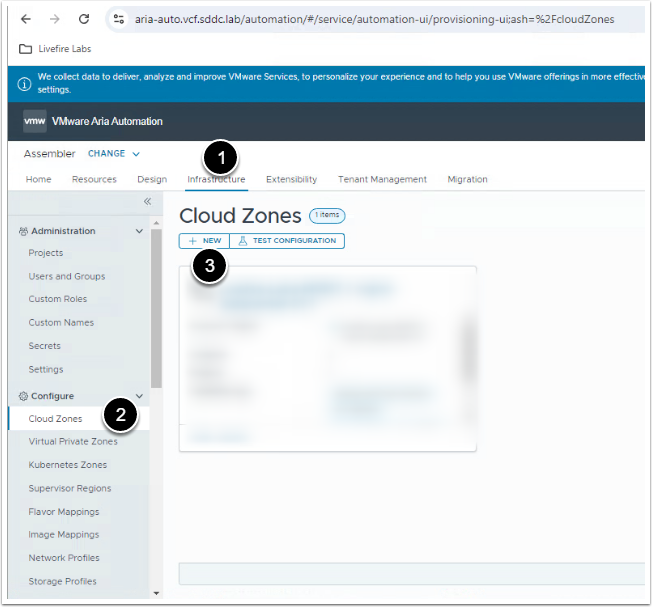 aria-auto.vcf.sddc.lab/automation/#/service/automation-ui/provisioning-ui;ash=%2FcloudZones
Livefire Labs
We collect data to deliver, analyze and improve VMware Services, to personalize your experience and to help you use VMware offerings in more effective
settings.
vmw VMware Aria Automation
Assembler CHANGE
1
Home Resources Design Infrastructure Extensibility Tenant Management Migration
Cloud Zones 1 items
+ NEW TEST CONFIGURATION
3
Administration
Projects
Users and Groups
Custom Roles
Custom Names
Secrets
Settings
Configure
Cloud Zones 2
Virtual Private Zones
Kubernetes Zones
Supervisor Regions
Flavor Mappings
Image Mappings
Network Profiles
Storage Profiles